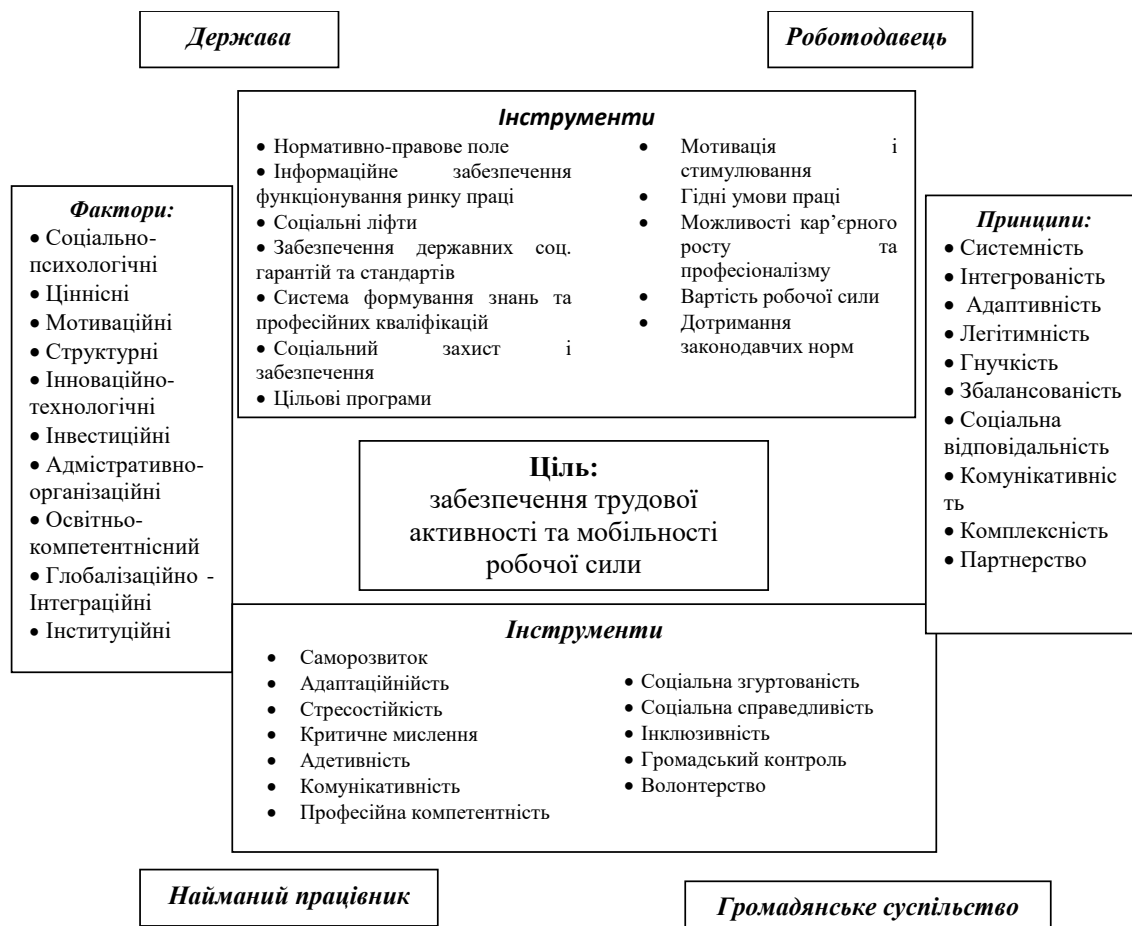 Держава
Роботодавець
Інструменти
• Нормативно-правове поле
• Інформаційне забезпечення
функціонування ринку праці
• Соціальні ліфти
• Забезпечення державних соц.
гарантій та стандартів
• Система формування знань та
професійних кваліфікацій
• Соціальний захист і
забезпечення
• Цільові програми
• Мотивація і
стимулювання
• Гідні умови праці
• Можливості кар’єрного
росту та
професіоналізму
• Вартість робочої сили
• Дотримання
законодавчих норм
Фактори:
• Соціально-
психологічні
• Ціннісні
• Мотиваційні
• Структурні
• Інноваційно-
технологічні
• Інвестиційні
• Адмістративно-
організаційні
• Освітньо-
компетентнісний
• Глобалізаційно -
Інтеграційні
• Інституційні
Принципи:
• Системність
• Інтегрованість
• Адаптивність
• Легітимність
• Гнучкість
• Збалансованість
• Соціальна
відповідальність
• Комунікативніс
ть
• Комплексність
• Партнерство
Ціль:
забезпечення трудової
активності та мобільності
робочої сили
Інструменти
• Саморозвиток
• Адаптаційнійсть
• Стресостійкість
• Критичне мислення
• Адетивність
• Комунікативність
• Професійна компетентність
• Соціальна згуртованість
• Соціальна справедливість
• Інклюзивність
• Громадський контроль
• Волонтерство
Найманий працівник
Громадянське суспільство